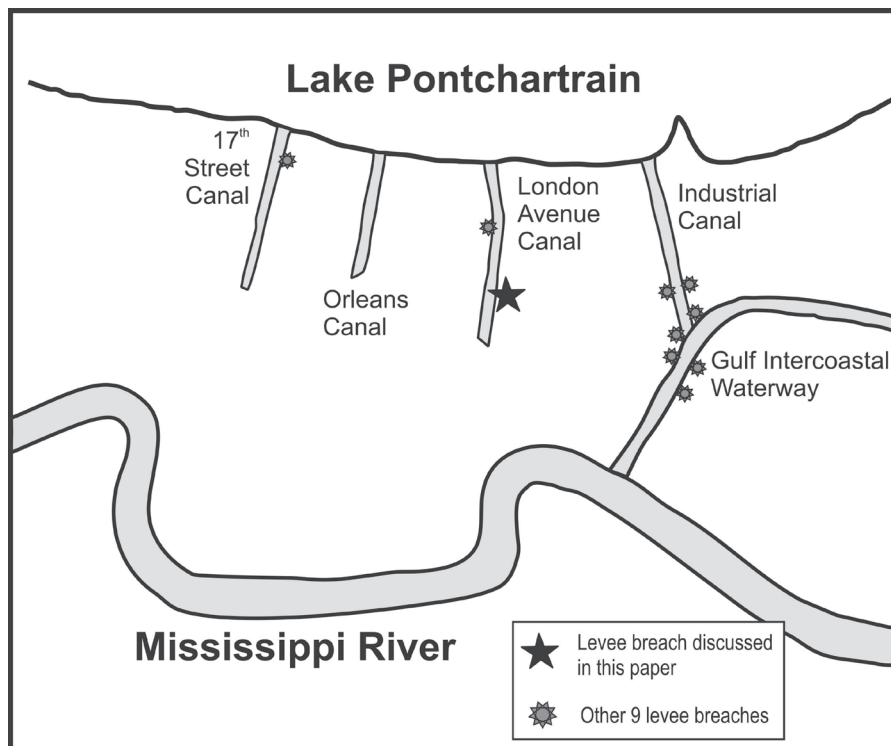 Lake Pontchartrain
17th
Street
Canal
London
Avenue
Canal
Industrial
Canal
Orleans
Canal
Gulf Intercoastal
Waterway
Mississippi River
Levee breach discussed
in this paper
Other 9 levee breaches